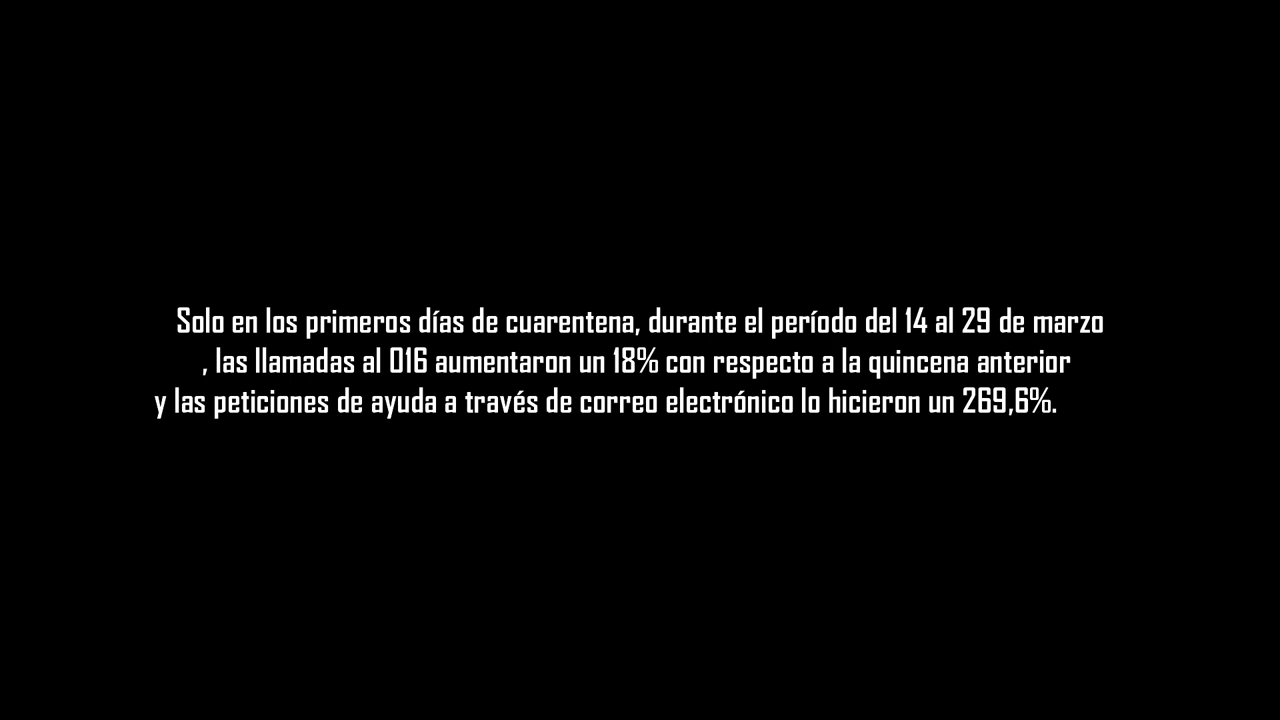 Solo en los primeros días de cuarentena, durante el período del 14 al 29 de marzo
, las llamadas al 016 aumentaron un 18% con respecto a la quincena anterior
y las peticiones de ayuda a través de correo electrónico lo hicieron un 269,6%.